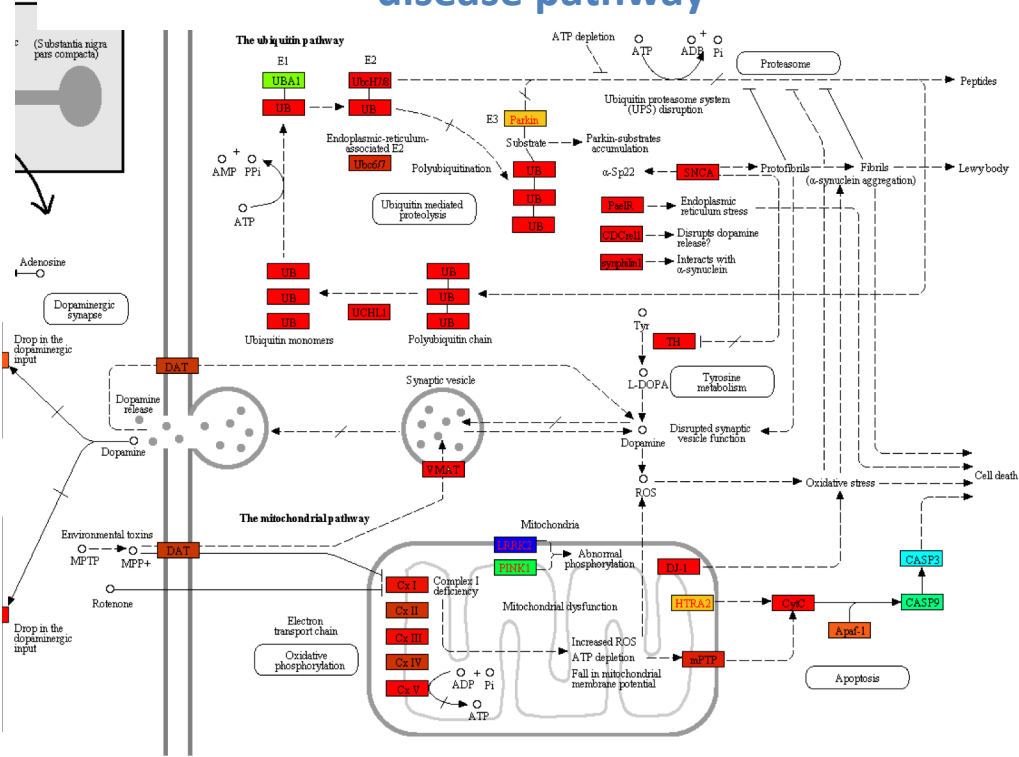 disease pathway
(Substantia nigra
pars compacta)
The ubiquitin pathway
E1
E2
UBA1
UbcH7/8
UB
UB
ATP depletion
ATP
ADP
+
Pi
Proteasome
Peptides
Ubiquitin proteasome system
(UPS) disruption
E3
Parkin
Substrate
Parkin-substrates
accumulation
Endoplasmic-reticulum-
associated E2
Ubc6/7
Polyubiquitination
UB
UB
UB
+
AMP
PPi
ATP
Ubiquitin mediated
proteolysis
α-Sp22
SNCA
Protofibrils
Fibrils
(α-synuclein aggregation)
Lewy body
PaelR
Endoplasmic
reticulum stress
CDCrel1
Disrupts dopamine
release?
synphilin1
Interacts with
α-synuclein
Adenosine
Dopaminergic
synapse
UB
UB
UB
Ubiquitin monomers
UCHL1
UB
UB
UB
Polyubiquitin chain
Drop in the
dopaminergic
input
DAT
Dopamine
release
Dopamine
Synaptic vesicle
VMAT
Tyr
TH
L-DOPA
Tyrosine
metabolism
Dopamine
Disrupted synaptic
vesicle function
ROS
Oxidative stress
Cell death
The mitochondrial pathway
Environmental toxins
MPTP
MPP+
DAT
Rotenone
Drop in the
dopaminergic
input
Mitochondria
LRRK2
PINK1
Abnormal
phosphorylation
DJ-1
HTRA2
CytC
CASP3
CASP9
Apaf-1
Cx I
Complex I
deficiency
Cx II
Cx III
Cx IV
Cx V
Mitochondrial dysfunction
Electron
transport chain
Oxidative
phosphorylation
Increased ROS
ATP depletion
Fall in mitochondrial
membrane potential
mPTP
+
ADP
Pi
ATP
Apoptosis